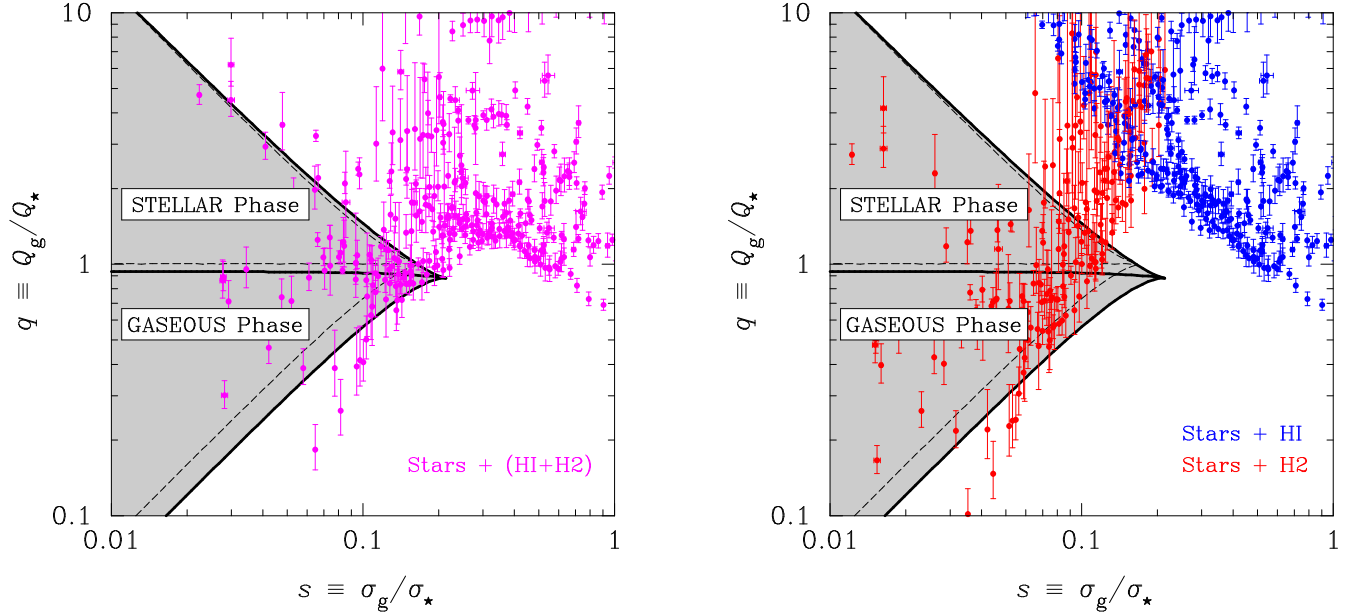 10
1
0.1
q ≡ Q_g/Q_★
STELLAR Phase
GASEOUS Phase
Stars + (HI+H2)
0.01
0.1
1
s ≡ σ_g/σ_★
10
1
0.1
q ≡ Q_g/Q_★
STELLAR Phase
GASEOUS Phase
Stars + HI
Stars + H2
0.01
0.1
1
s ≡ σ_g/σ_★